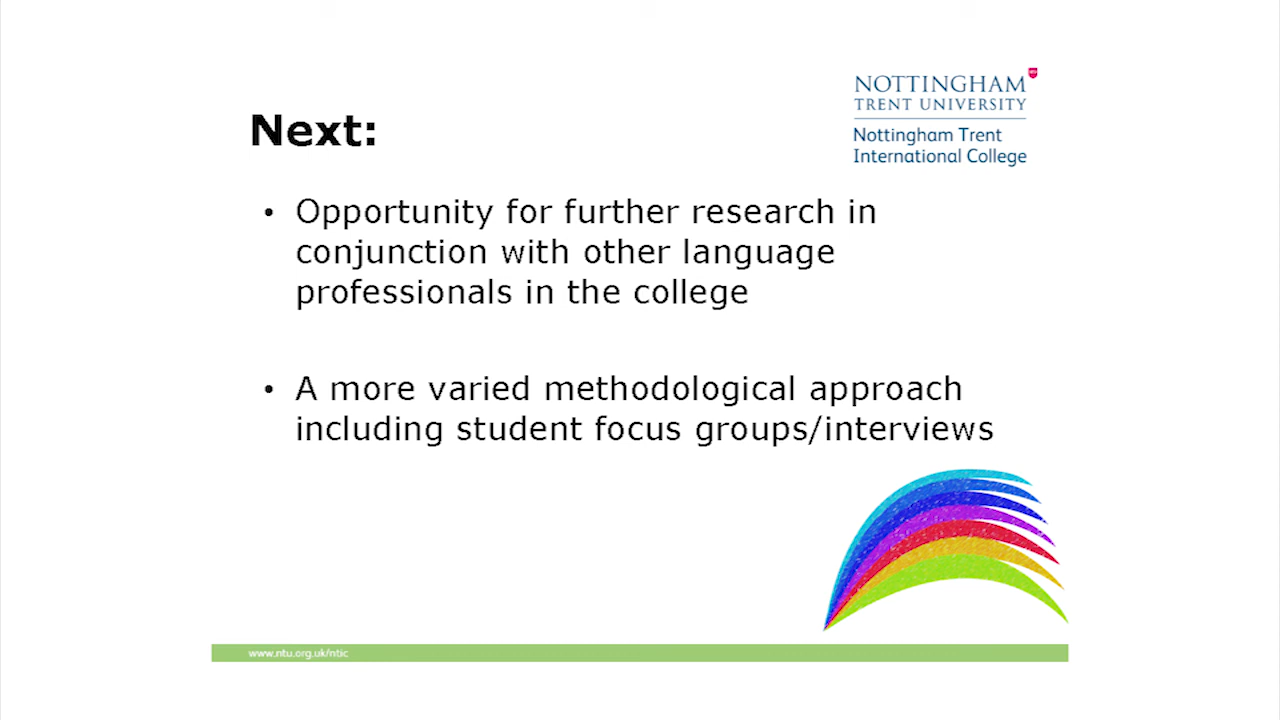 NOTTINGHAM
TRENT UNIVERSITY
Nottingham Trent
International College
Next:
• Opportunity for further research in
conjunction with other language
professionals in the college
• A more varied methodological approach
including student focus groups/interviews
www.ntu.org.uk/ntic